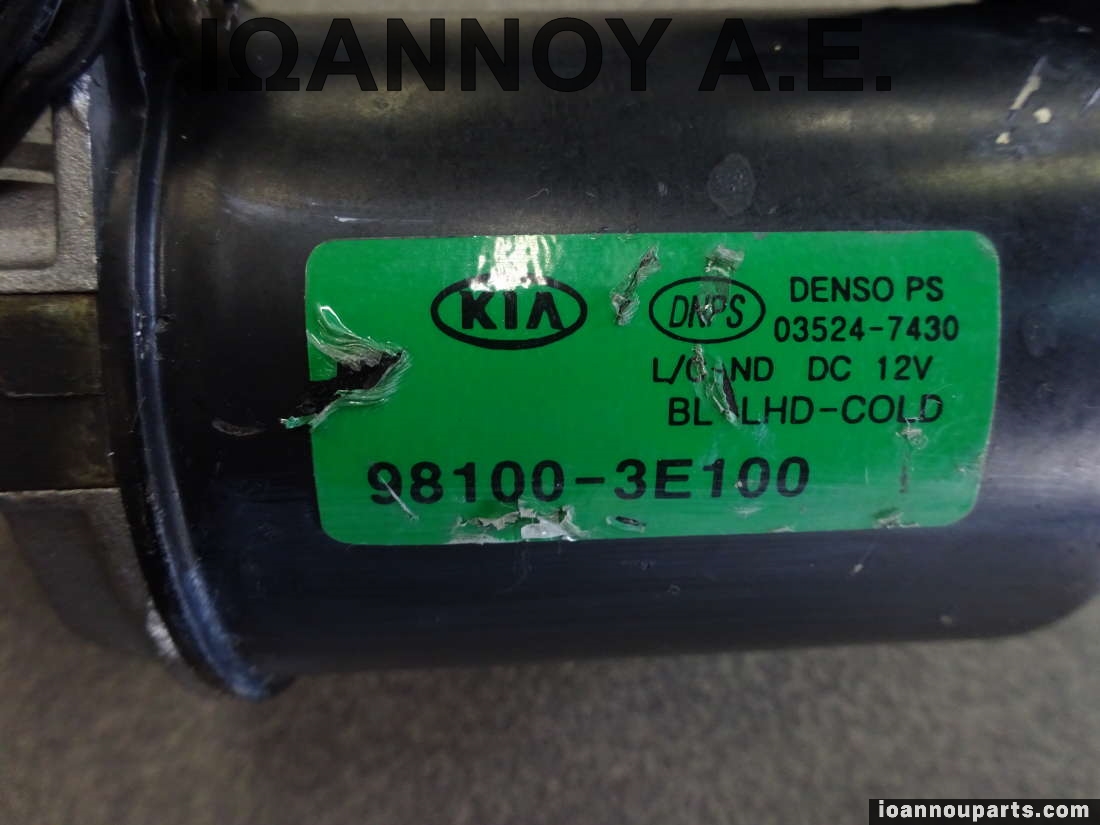 ΙΩΑΝΝΟΥ Α.Ε.
KIA
DNPS
DENSO PS
03524-7430
DC 12V
LHD-COLD
98100-3E100
ioannouparts.com